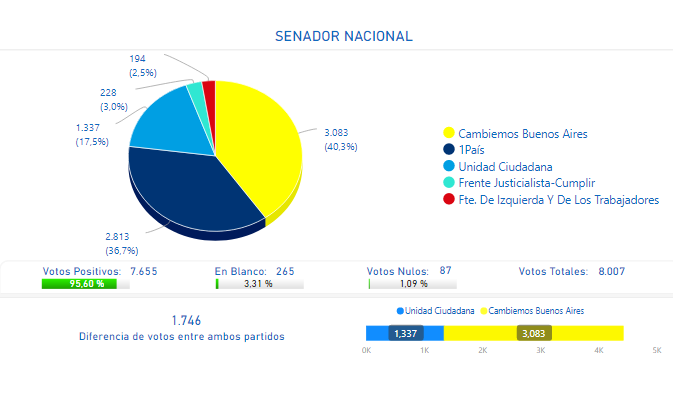 SENADOR NACIONAL
194
(2,5%)
228
(3,0%)
1.337
(17,5%)
3.083
(40,3%)
2.813
(36,7%)
Cambiemos Buenos Aires
1País
Unidad Ciudadana
Frente Justicialista-Cumplir
Fte. De Izquierda Y De Los Trabajadores
Votos Positivos: 7.655
95,60 %
En Blanco: 265
3,31 %
Votos Nulos: 87
1,09 %
Votos Totales: 8.007
1.746
Diferencia de votos entre ambos partidos
Unidad Ciudadana Cambiemos Buenos Aires
1,337 3,083
0K 1K 2K 3K 4K 5K